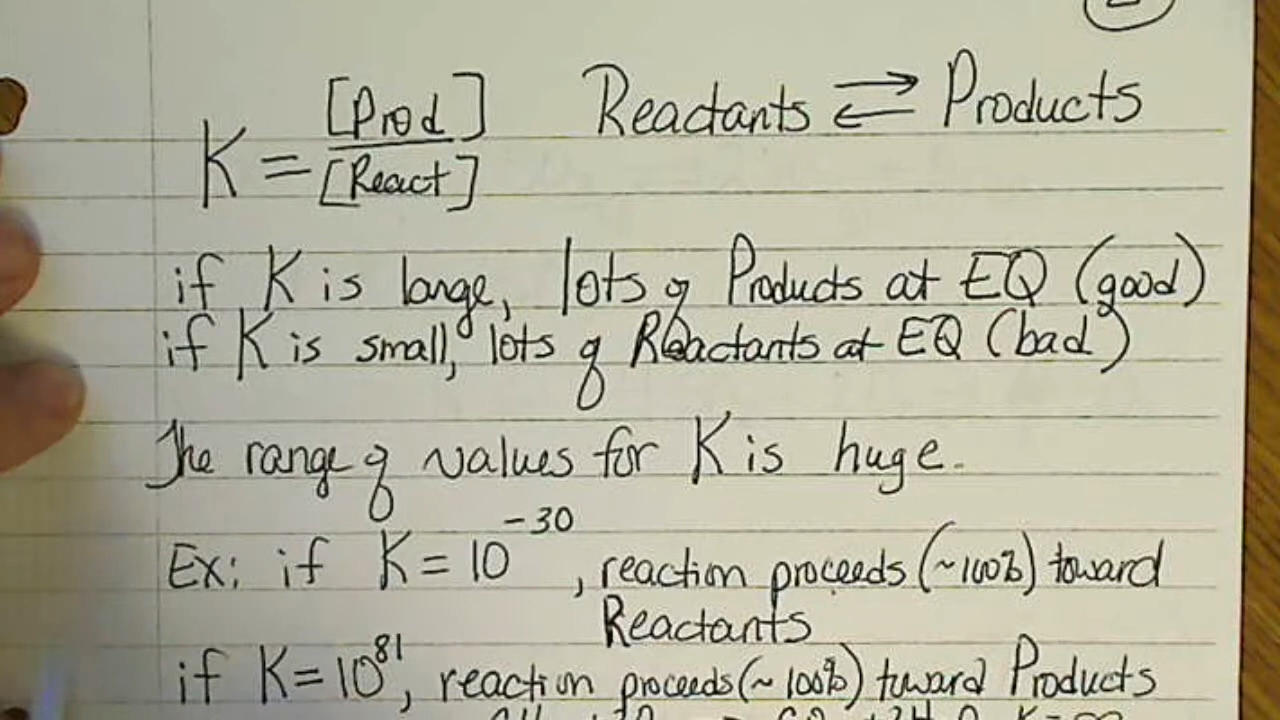 2
K = [Prod] / [React]   Reactants ⇄ Products
if K is large, lots of Products at EQ (good)
if K is small, lots of Reactants at EQ (bad)
The range of values for K is huge.
Ex: if K = 10^-30, reaction proceeds (~100%) toward
Reactants
if K = 10^81, reaction proceeds (~100%) toward Products